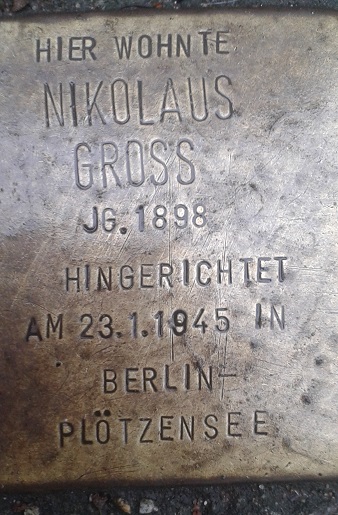 HIER WOHNTE
NIKOLAUS
GROSS
JG. 1898
HINGERICHTET
AM 23.1.1945 IN
BERLIN-
PLÖTZENSEE